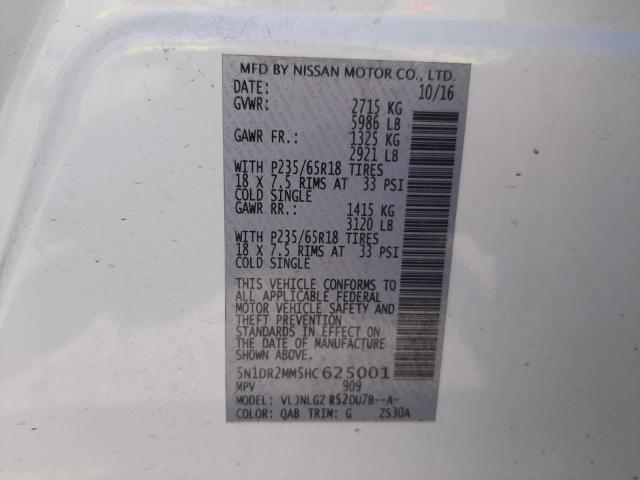 MFD BY NISSAN MOTOR CO., LTD.
DATE: 10/16
GVWR: 2715 KG
5986 LB
GAWR FR.: 1325 KG
2921 LB
WITH P235/65R18 TIRES
18 X 7.5 RIMS AT 33 PSI
COLD SINGLE
GAWR RR.: 1415 KG
3120 LB
WITH P235/65R18 TIRES
18 X 7.5 RIMS AT 33 PSI
COLD SINGLE
THIS VEHICLE CONFORMS TO
ALL APPLICABLE FEDERAL
MOTOR VEHICLE SAFETY AND
THEFT PREVENTION
STANDARDS IN EFFECT ON
THE DATE OF MANUFACTURE
SHOWN ABOVE.
5N1DR2MM5HC625001
MPV 909
MODEL: VLJNLGZ R52DU7B--A-
COLOR: QAB TRIM: G ZS30A